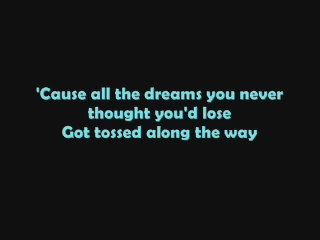 'Cause all the dreams you never
thought you'd lose
Got tossed along the way